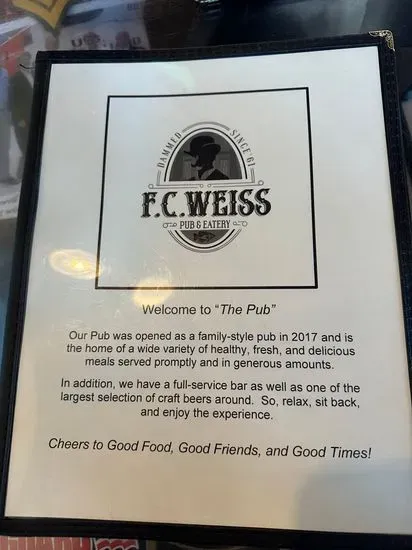 DAMMED SINCE 61
F.C. WEISS
PUB & EATERY
Welcome to "The Pub"
Our Pub was opened as a family-style pub in 2017 and is
the home of a wide variety of healthy, fresh, and delicious
meals served promptly and in generous amounts.
In addition, we have a full-service bar as well as one of the
largest selection of craft beers around. So, relax, sit back,
and enjoy the experience.
Cheers to Good Food, Good Friends, and Good Times!